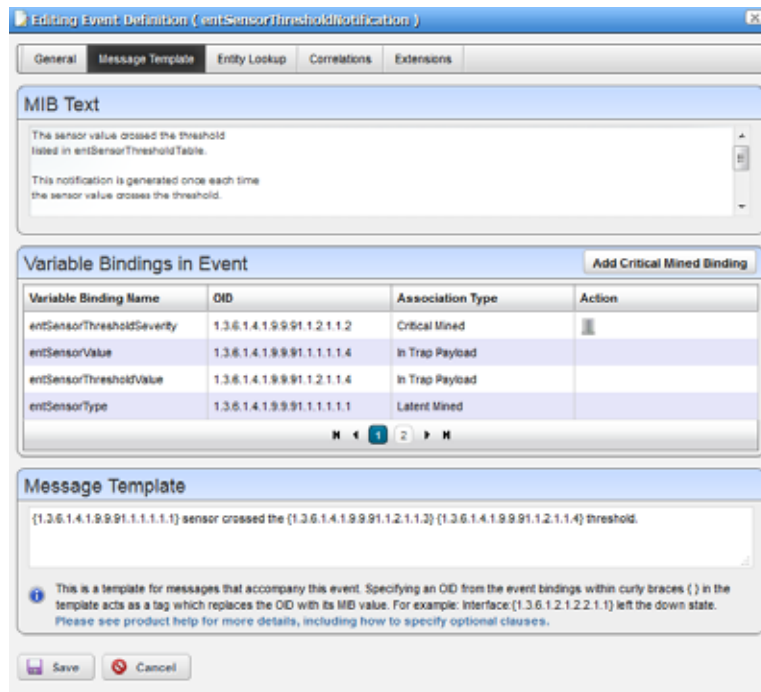 Editing Event Definition ( entSensorThresholdNotification )
General Message Template Entity Lookup Correlations Extensions
MIB Text
The sensor value crossed the threshold
listed in entSensorThresholdTable.
This notification is generated once each time
the sensor value crosses the threshold.
Variable Bindings in Event Add Critical Mined Binding
Variable Binding Name OID Association Type Action
entSensorThresholdSeverity 1.3.6.1.4.1.9.9.91.1.2.1.1.2 Critical Mined
entSensorValue 1.3.6.1.4.1.9.9.91.1.1.1.1.4 In Trap Payload
entSensorThresholdValue 1.3.6.1.4.1.9.9.91.1.2.1.1.4 In Trap Payload
entSensorType 1.3.6.1.4.1.9.9.91.1.1.1.1.1 Latent Mined
1 2
Message Template
{1.3.6.1.4.1.9.9.91.1.1.1.1.1} sensor crossed the {1.3.6.1.4.1.9.9.91.1.2.1.1.3} {1.3.6.1.4.1.9.9.91.1.2.1.1.4} threshold.
This is a template for messages that accompany this event. Specifying an OID from the event bindings within curly braces { } in the
template acts as a tag which replaces the OID with its MIB value. For example: Interface:{1.3.6.1.2.1.2.2.1.1} left the down state.
Please see product help for more details, including how to specify optional clauses.
Save Cancel